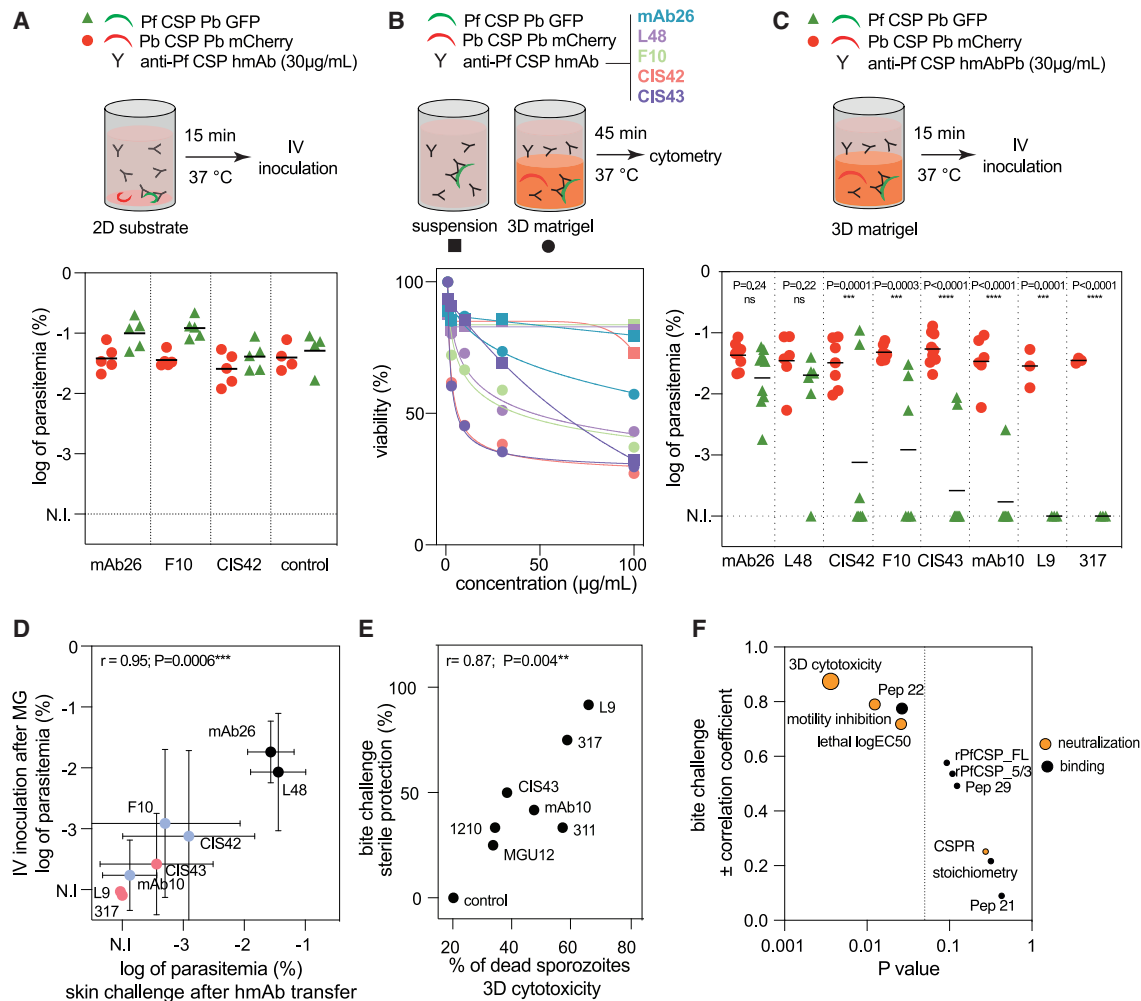 A
Pf CSP Pb GFP
Pb CSP Pb mCherry
anti-Pf CSP hmAb (30µg/mL)
15 min
37 °C
IV
inoculation
2D substrate
log of parasitemia (%)
0
-1
-2
-3
N.I.
mAb26 F10 CIS42 control
B
Pf CSP Pb GFP
Pb CSP Pb mCherry
anti-Pf CSP hmAb
mAb26
L48
F10
CIS42
CIS43
45 min
37 °C
cytometry
suspension
3D matrigel
viability (%)
100
50
0
50 100
concentration (µg/mL)
C
Pf CSP Pb GFP
Pb CSP Pb mCherry
anti-Pf CSP hmAbPb (30µg/mL)
15 min
37 °C
IV
inoculation
3D matrigel
log of parasitemia (%)
0
-1
-2
-3
N.I.
P=0.24 P=0.22 P=0.0001 P=0.0003 P<0.0001 P<0.0001 P=0.0001 P<0.0001
ns ns *** *** **** **** *** ****
mAb26 L48 CIS42 F10 CIS43 mAb10 L9 317
D
r = 0.95; P=0.0006***
IV inoculation after MG
log of parasitemia (%)
0
-1
-2
-3
N.I
mAb26
L48
F10
CIS42
CIS43
mAb10
L9
317
N.I -3 -2 -1
log of parasitemia (%)
skin challenge after hmAb transfer
E
r= 0.87; P=0.004**
bite challenge
sterile protection (%)
100
50
0
L9
317
CIS43
mAb10
1210
311
MGU12
control
20 40 60 80
% of dead sporozoites
3D cytotoxicity
F
bite challenge
± correlation coefficient
1.0
0.8
0.6
0.4
0.2
0.0
3D cytotoxicity
Pep 22
motility inhibition
lethal logEC50
rPfCSP_FL
rPfCSP_5/3
Pep 29
CSPR
stoichiometry
Pep 21
neutralization
binding
0.001 0.01 0.1 1
P value